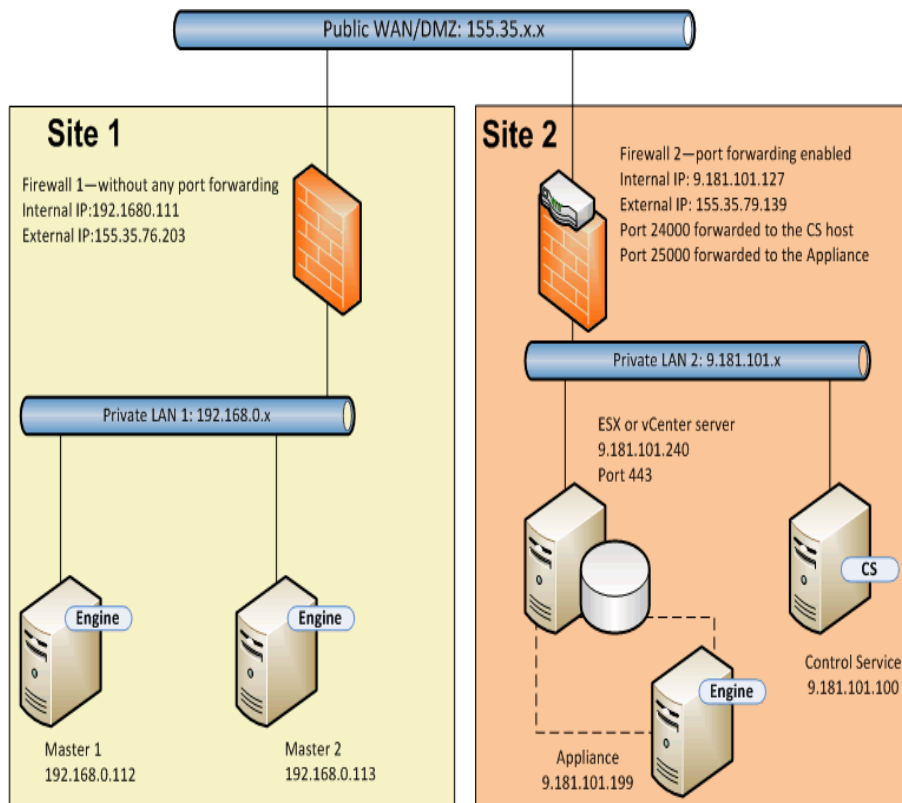 Public WAN/DMZ: 155.35.x.x
Site 1
Firewall 1—without any port forwarding
Internal IP:192.1680.111
External IP:155.35.76.203
Private LAN 1: 192.168.0.x
Engine
Engine
Master 1
192.168.0.112
Master 2
192.168.0.113
Site 2
Firewall 2—port forwarding enabled
Internal IP: 9.181.101.127
External IP: 155.35.79.139
Port 24000 forwarded to the CS host
Port 25000 forwarded to the Appliance
Private LAN 2: 9.181.101.x
ESX or vCenter server
9.181.101.240
Port 443
CS
Control Service
9.181.101.100
Engine
Appliance
9.181.101.199